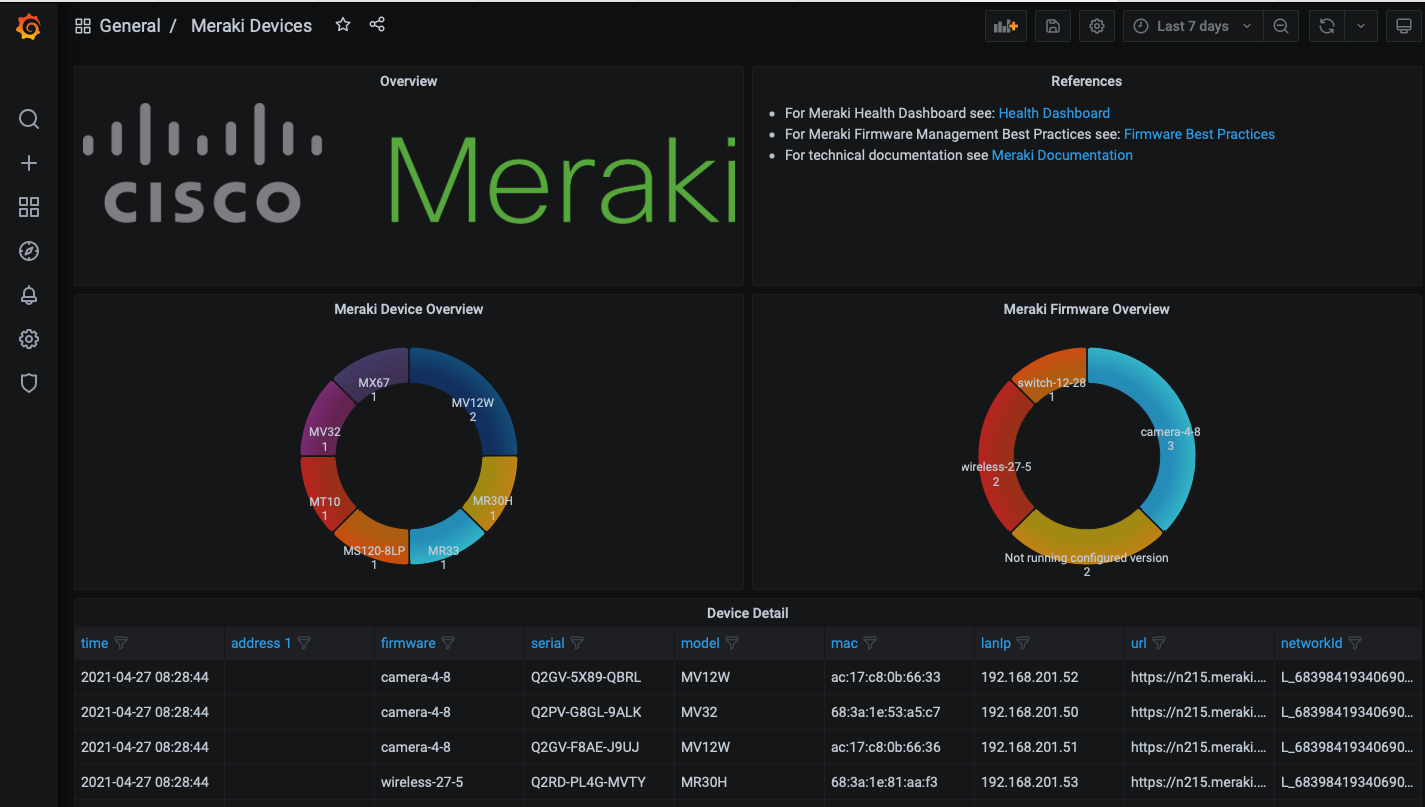 General / Meraki Devices
Last 7 days
Overview
CISCO
Meraki
References
For Meraki Health Dashboard see: Health Dashboard
For Meraki Firmware Management Best Practices see: Firmware Best Practices
For technical documentation see Meraki Documentation
Meraki Device Overview
MX67
1
MV12W
2
MV32
1
MT10
1
MR30H
1
MS120-8LP
1
MR33
1
Meraki Firmware Overview
switch-12-28
1
camera-4-8
3
wireless-27-5
2
Not running configured version
2
Device Detail
time address 1 firmware serial model mac lanIp url networkId
2021-04-27 08:28:44 camera-4-8 Q2GV-5X89-QBRL MV12W ac:17:c8:0b:66:33 192.168.201.52 https://n215.meraki.... L_68398419340690...
2021-04-27 08:28:44 camera-4-8 Q2PV-G8GL-9ALK MV32 68:3a:1e:53:a5:c7 192.168.201.50 https://n215.meraki.... L_68398419340690...
2021-04-27 08:28:44 camera-4-8 Q2GV-F8AE-J9UJ MV12W ac:17:c8:0b:66:36 192.168.201.51 https://n215.meraki.... L_68398419340690...
2021-04-27 08:28:44 wireless-27-5 Q2RD-PL4G-MVTY MR30H 68:3a:1e:81:aa:f3 192.168.201.53 https://n215.meraki.... L_68398419340690...